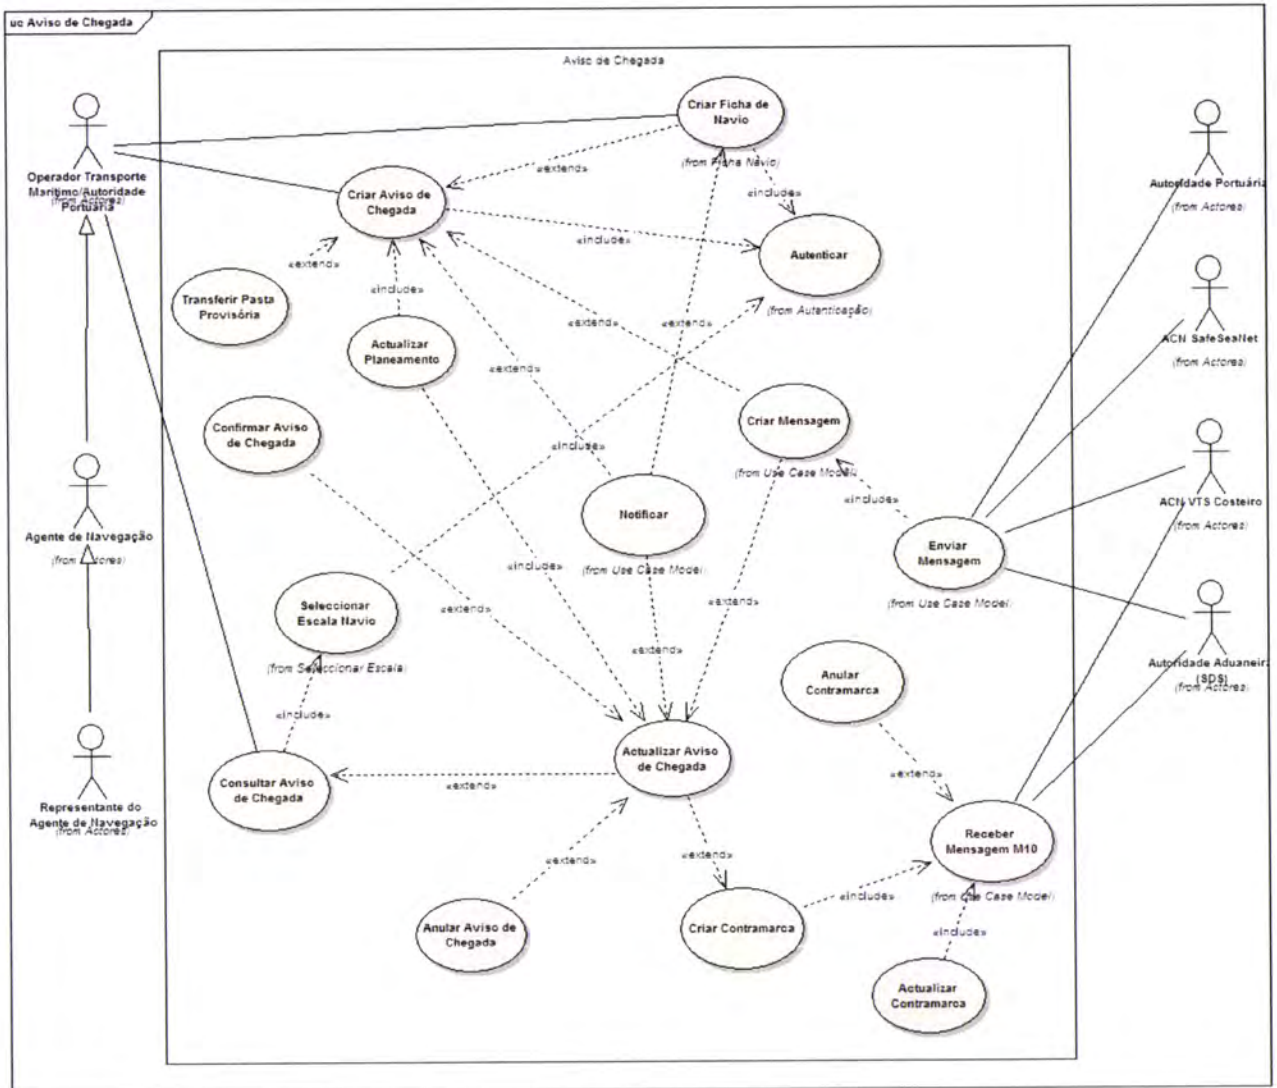 uc Aviso de Chegada
Aviso de Chegada
Criar Ficha de
Navio
(from Ficha Navio)
Operador Transporte
Marítimo/Autoridade
Portuária
(from Actores)
Autoridade Portuária
(from Actores)
«extend»
«include»
Criar Aviso de
Chegada
«include»
Autenticar
(from Autenticação)
«extend»
«include»
Transferir Pasta
Provisória
Actualizar
Planeamento
«extend»
«extend»
«extend»
ACN SafeSeaNet
(from Actores)
Confirmar Aviso
de Chegada
Criar Mensagem
(from Use Case Model)
«include»
«include»
Notificar
(from Use Case Model)
ACN VTS Costeiro
(from Actores)
Agente de Navegação
(from Actores)
Enviar
Mensagem
(from Use Case Model)
«include»
«extend»
«extend»
«extend»
Seleccionar
Escala Navio
(from Seleccionar Escala)
Autoridade Aduaneira
(SDS)
(from Actores)
Anular
Contramarca
«include»
Actualizar Aviso
de Chegada
«extend»
Consultar Aviso
de Chegada
«extend»
Representante do
Agente de Navegação
(from Actores)
Receber
Mensagem M10
(from Use Case Model)
«extend»
«extend»
«include»
Anular Aviso de
Chegada
Criar Contramarca
«include»
Actualizar
Contramarca